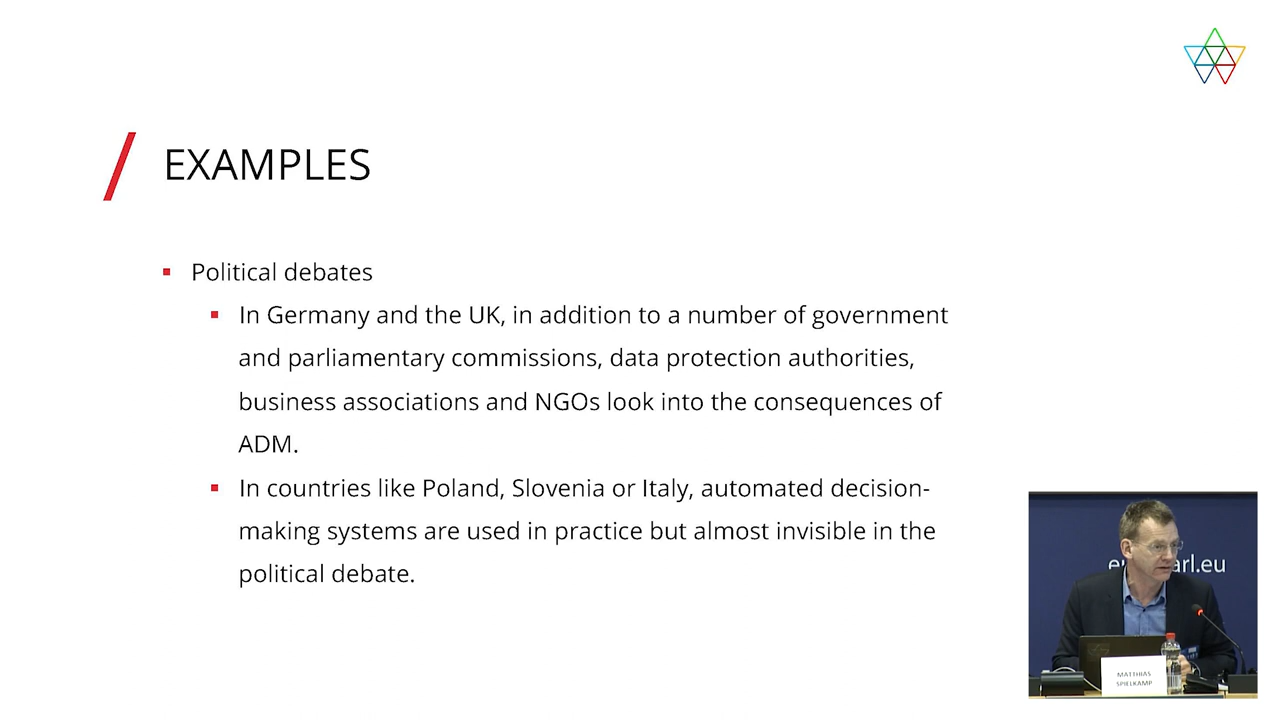 EXAMPLES
Political debates
In Germany and the UK, in addition to a number of government
and parliamentary commissions, data protection authorities,
business associations and NGOs look into the consequences of
ADM.
In countries like Poland, Slovenia or Italy, automated decision-
making systems are used in practice but almost invisible in the
political debate.
arl.eu
MATTHIAS
SPIELKAMP